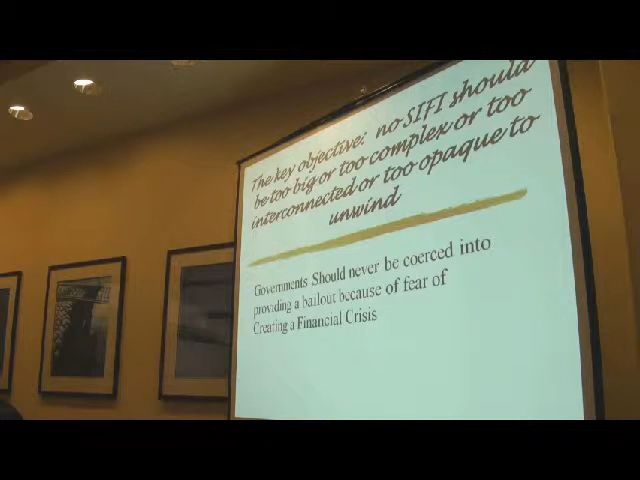 The key objective: no SIFI should
be too big or too complex or too
interconnected or too opaque to
unwind
Governments Should never be coerced into
providing a bailout because of fear of
Creating a Financial Crisis